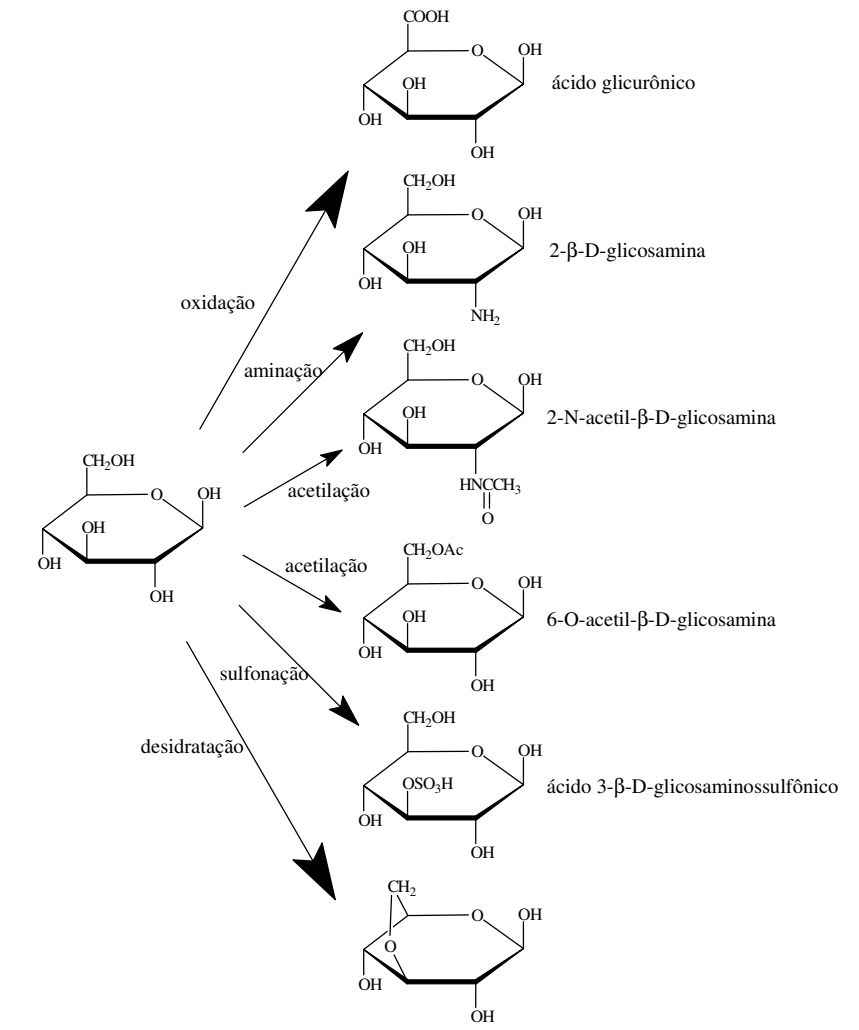 COOH
O OH
OH
OH
OH
ácido glicurônico
CH₂OH
O OH
OH
OH
NH₂
2-β-D-glicosamina
oxidação
aminação
CH₂OH
O OH
OH
OH
HNCCH₃
O
2-N-acetil-β-D-glicosamina
acetilação
CH₂OH
O OH
OH
OH
OH
acetilação
CH₂OAc
O OH
OH
OH
OH
6-O-acetil-β-D-glicosamina
sulfonação
CH₂OH
O OH
OSO₃H
OH
OH
ácido 3-β-D-glicosaminossulfônico
desidratação
CH₂
O OH
O
OH
OH